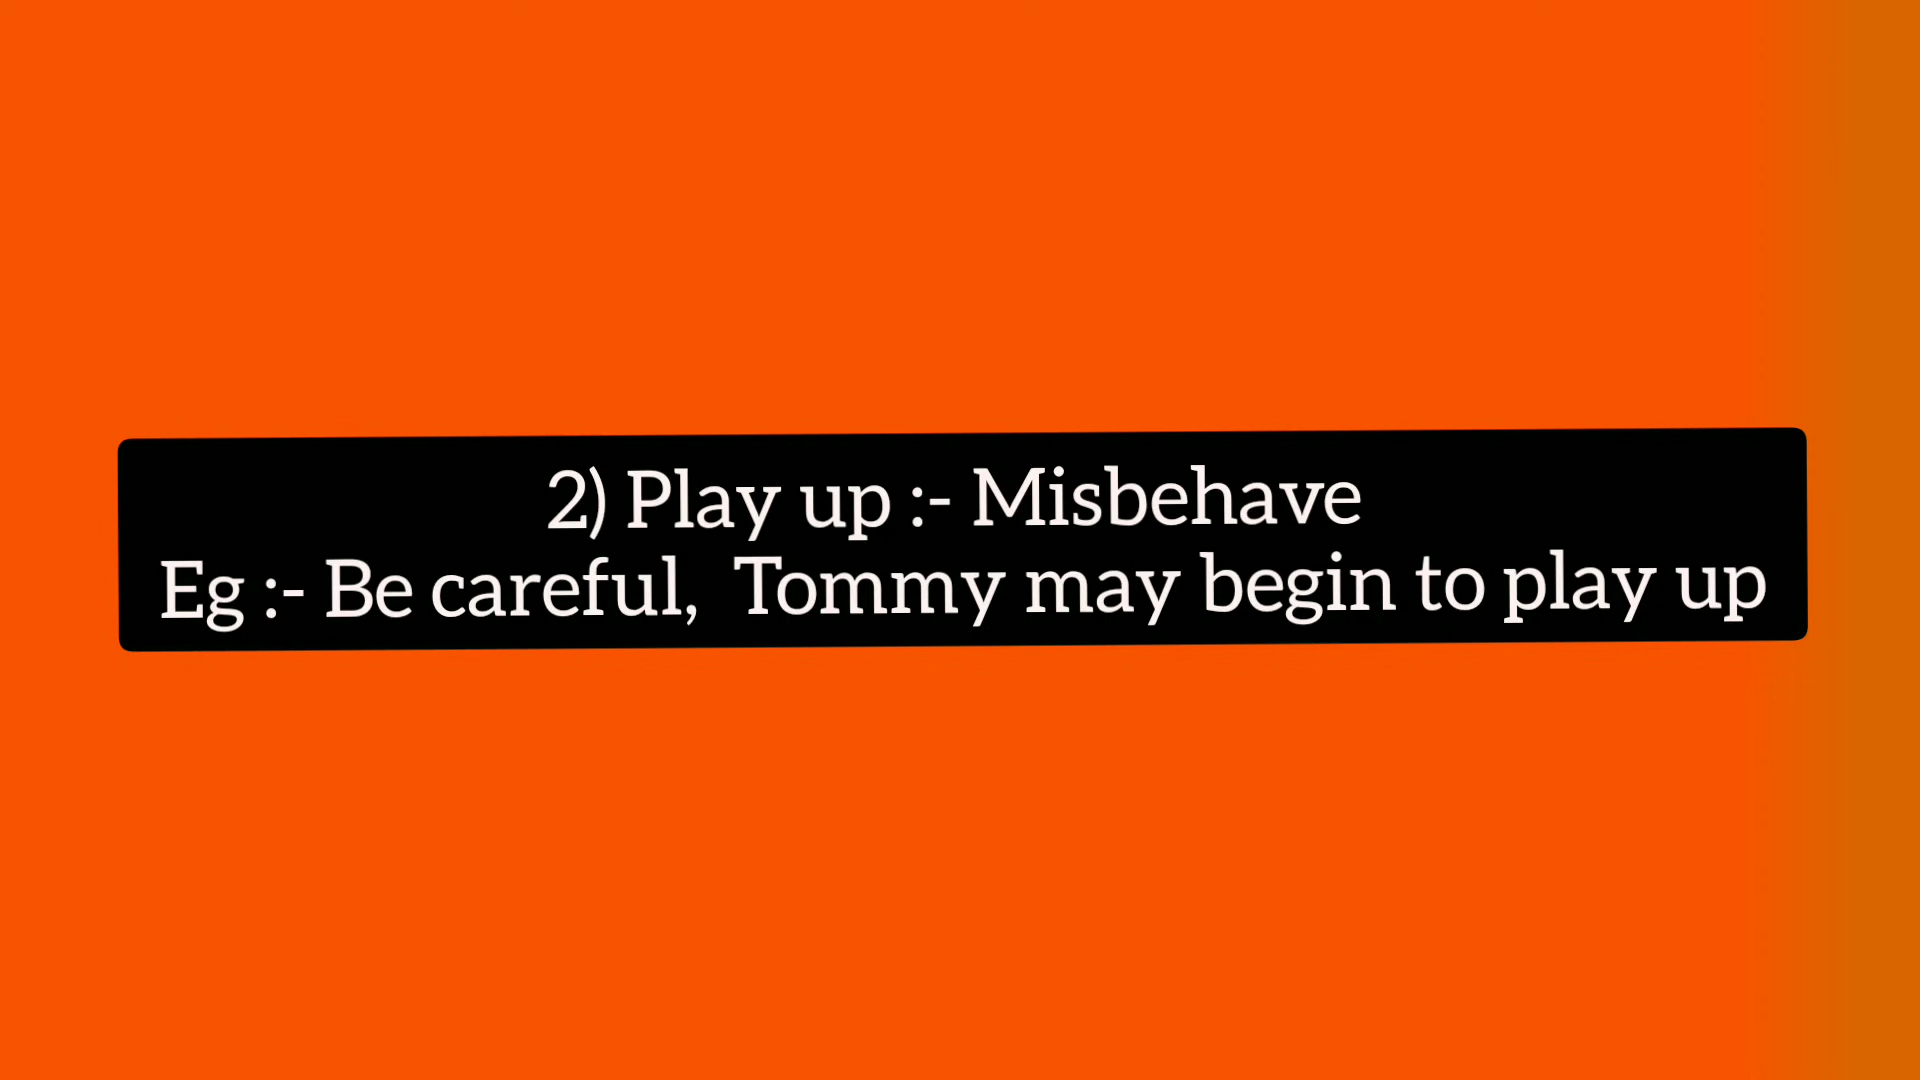 2) Play up :- Misbehave
Eg :- Be careful,  Tommy may begin to play up